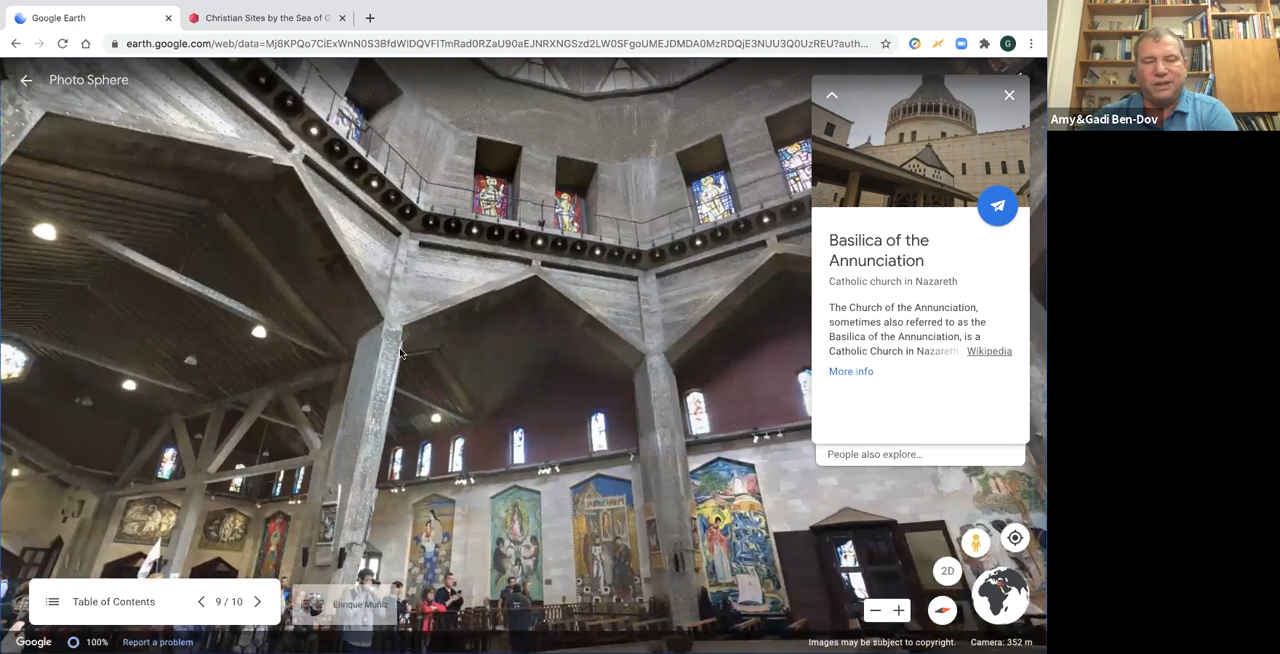 Google Earth
Christian Sites by the Sea of G
earth.google.com/web/data=Mj8KPQo7CiExWnN0S3BfdWlDQVFITmRad0RZaU90aEJNRXNGSzd2LW0SFgoUMEJDMDA0MzRDQjE3NUU3Q0UzREU?auth...
G
Photo Sphere
Amy&Gadi Ben-Dov
Basilica of the
Annunciation
Catholic church in Nazareth
The Church of the Annunciation,
sometimes also referred to as the
Basilica of the Annunciation, is a
Catholic Church in Nazareth Wikipedia
More info
People also explore...
2D
Table of Contents 9 / 10
Enrique Muñiz
Google 100% Report a problem
Images may be subject to copyright. Camera: 352 m